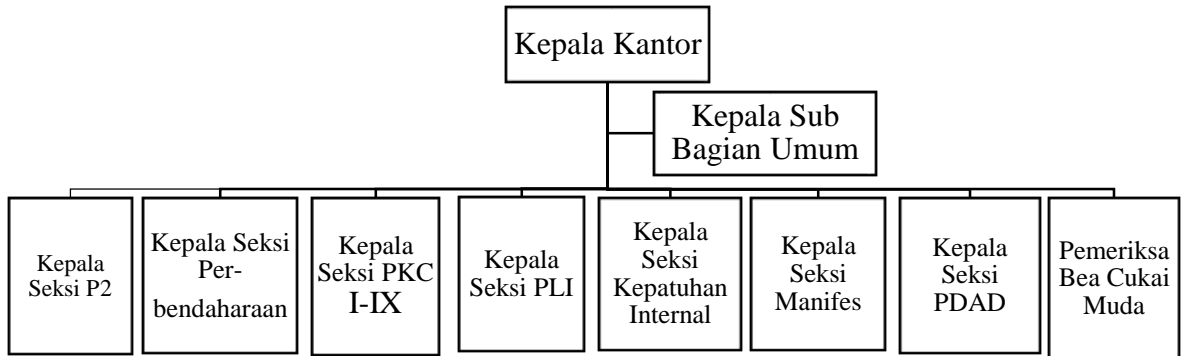 Kepala Kantor
Kepala Sub
Bagian Umum
Kepala
Seksi P2
Kepala Seksi
Per-
bendaharaan
Kepala
Seksi PKC
I-IX
Kepala
Seksi PLI
Kepala
Seksi
Kepatuhan
Internal
Kepala
Seksi
Manifes
Kepala
Seksi
PDAD
Pemeriksa
Bea Cukai
Muda